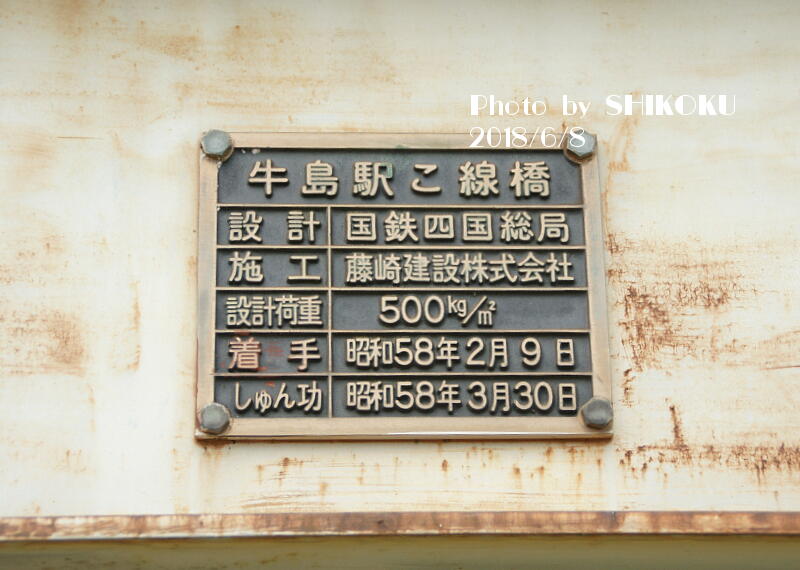 Photo by SHIKOKU
2018/6/8
牛島駅こ線橋
設計 国鉄四国総局
施工 藤崎建設株式会社
設計荷重 500kg/㎡
着手 昭和58年2月9日
しゅん功 昭和58年3月30日